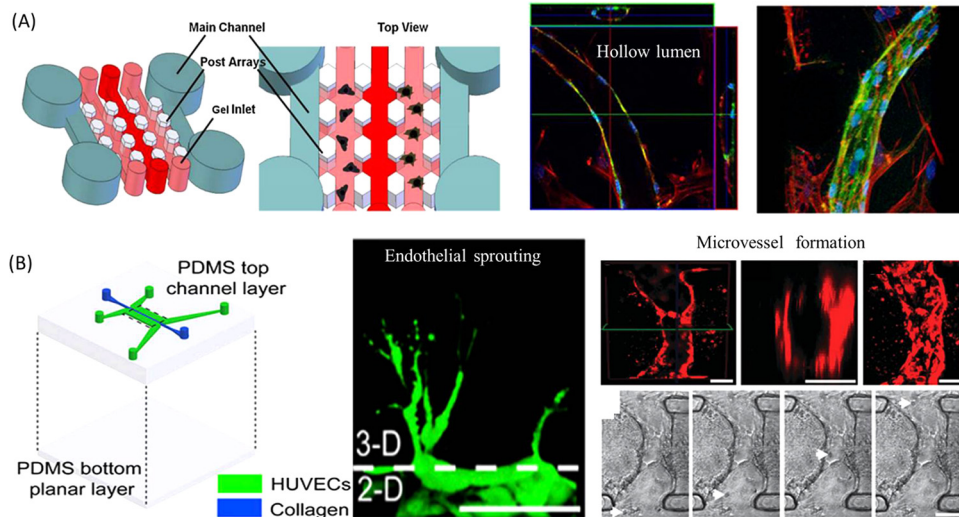 (A)
Main Channel
Post Arrays
Gel Inlet
Top View
Hollow lumen
(B)
PDMS top
channel layer
PDMS bottom
planar layer
HUVECs
Collagen
Endothelial sprouting
3-D
2-D
Microvessel formation